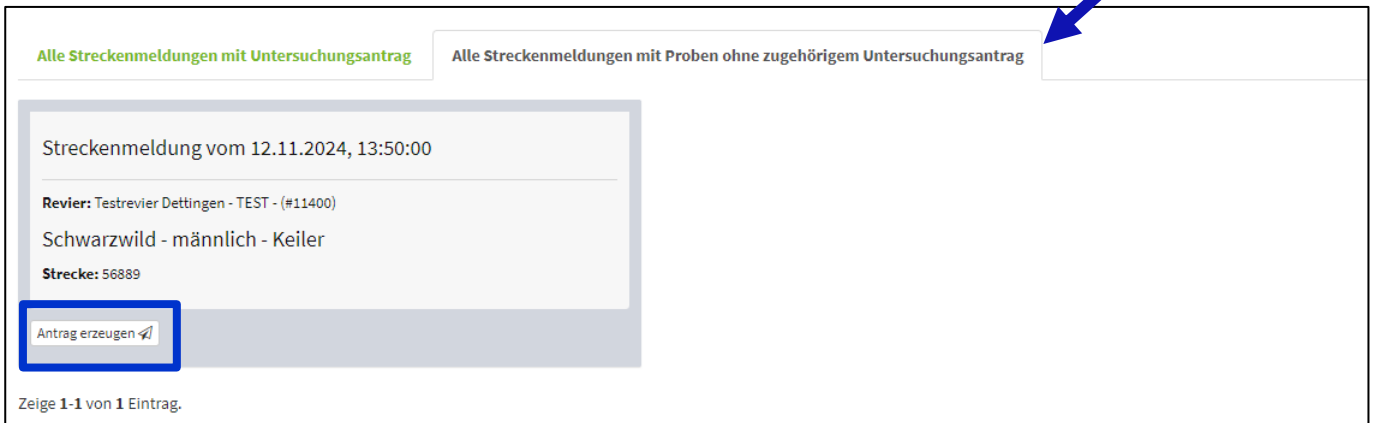 Alle Streckenmeldungen mit Untersuchungsantrag
Alle Streckenmeldungen mit Proben ohne zugehörigem Untersuchungsantrag
Streckenmeldung vom 12.11.2024, 13:50:00
Revier: Testrevier Dettingen - TEST - (#11400)
Schwarzwild - männlich - Keiler
Strecke: 56889
Antrag erzeugen
Zeige 1-1 von 1 Eintrag.